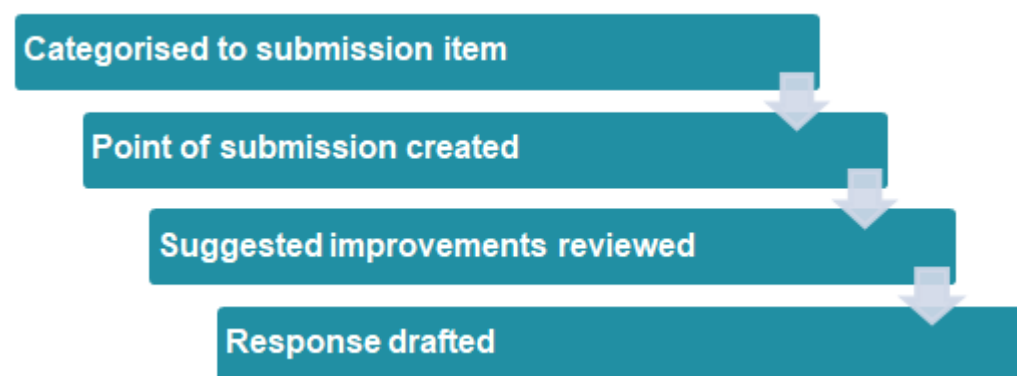 Categorised to submission item
Point of submission created
Suggested improvements reviewed
Response drafted